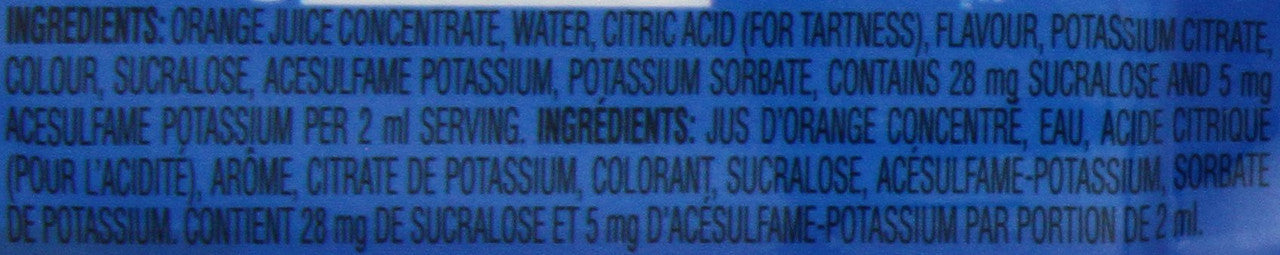 INGREDIENTS: ORANGE JUICE CONCENTRATE, WATER, CITRIC ACID (FOR TARTNESS), FLAVOUR, POTASSIUM CITRATE,
COLOUR, SUCRALOSE, ACESULFAME POTASSIUM, POTASSIUM SORBATE, CONTAINS 28 mg SUCRALOSE AND 5 mg
ACESULFAME POTASSIUM PER 2 ml SERVING. INGRÉDIENTS: JUS D'ORANGE CONCENTRÉ, EAU, ACIDE CITRIQUE
(POUR L'ACIDITÉ), ARÔME, CITRATE DE POTASSIUM, COLORANT, SUCRALOSE, ACÉSULFAME-POTASSIUM, SORBATE
DE POTASSIUM. CONTIENT 28 mg DE SUCRALOSE ET 5 mg D'ACÉSULFAME-POTASSIUM PAR PORTION DE 2 ml.